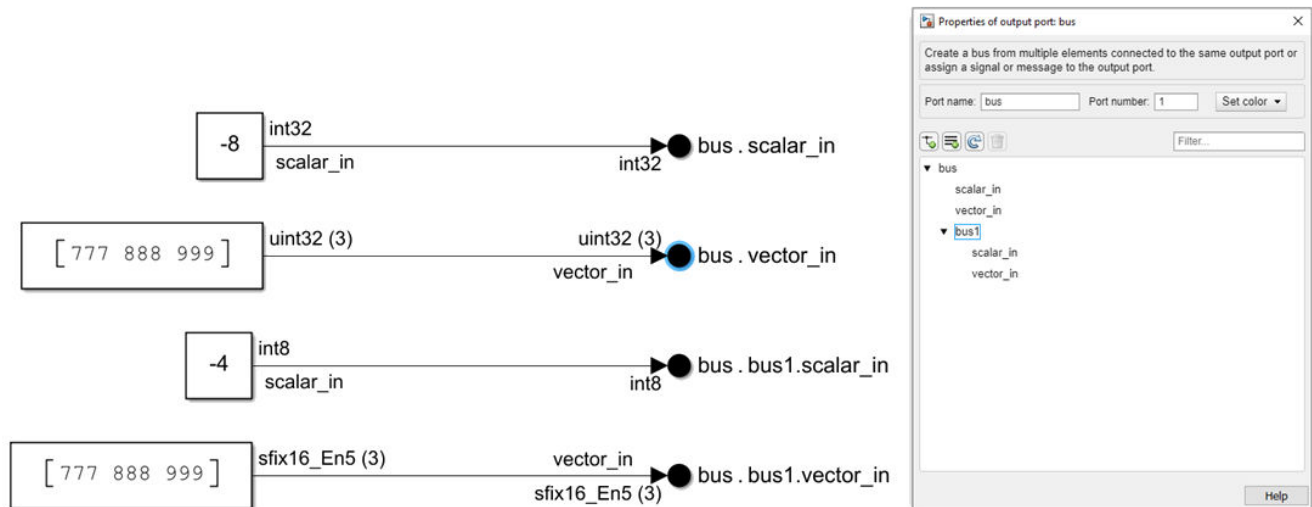 -8
int32
scalar_in
int32
bus . scalar_in
[777 888 999]
uint32 (3)
uint32 (3)
vector_in
bus . vector_in
-4
int8
scalar_in
int8
bus . bus1.scalar_in
[777 888 999]
sfix16_En5 (3)
vector_in
sfix16_En5 (3)
bus . bus1.vector_in
Properties of output port: bus
Create a bus from multiple elements connected to the same output port or
assign a signal or message to the output port.
Port name: bus Port number: 1 Set color
Filter...
bus
scalar_in
vector_in
bus1
scalar_in
vector_in
Help